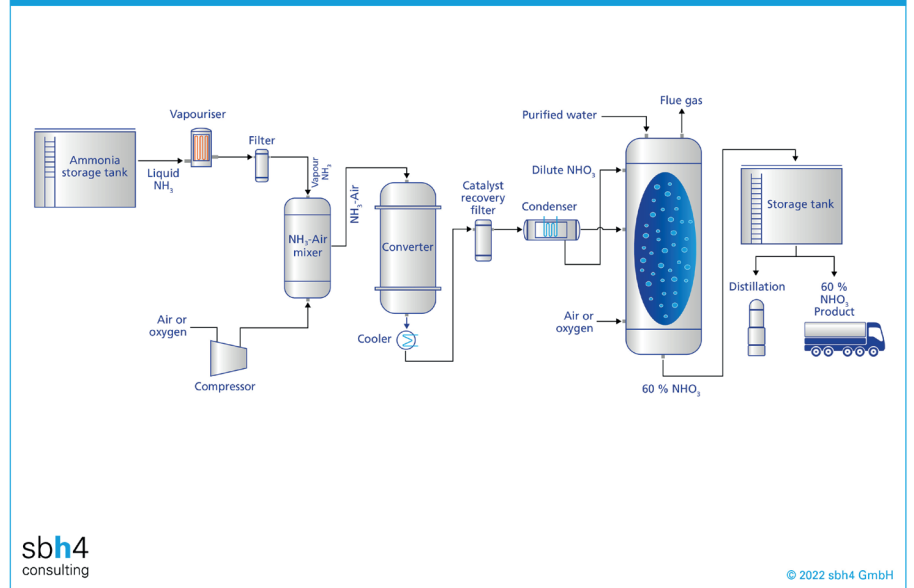 Flue gas
Purified water
Vapouriser
Filter
Ammonia
storage tank
Liquid
NH3
Vapour
NH3
NH3-Air
Dilute NHO3
Catalyst
recovery
filter
Condenser
Storage tank
NH3-Air
mixer
Converter
Distillation
60 %
NHO3
Product
Air or
oxygen
Cooler
Air or
oxygen
Compressor
60 % NHO3
sbh4
consulting
© 2022 sbh4 GmbH